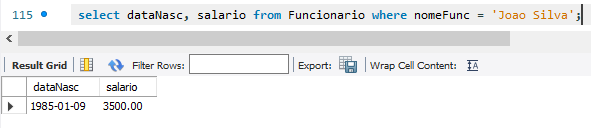 115 select dataNasc, salario from Funcionario where nomeFunc = 'Joao Silva';
Result Grid Filter Rows: Export: Wrap Cell Content: IA
dataNasc salario
1985-01-09 3500.00